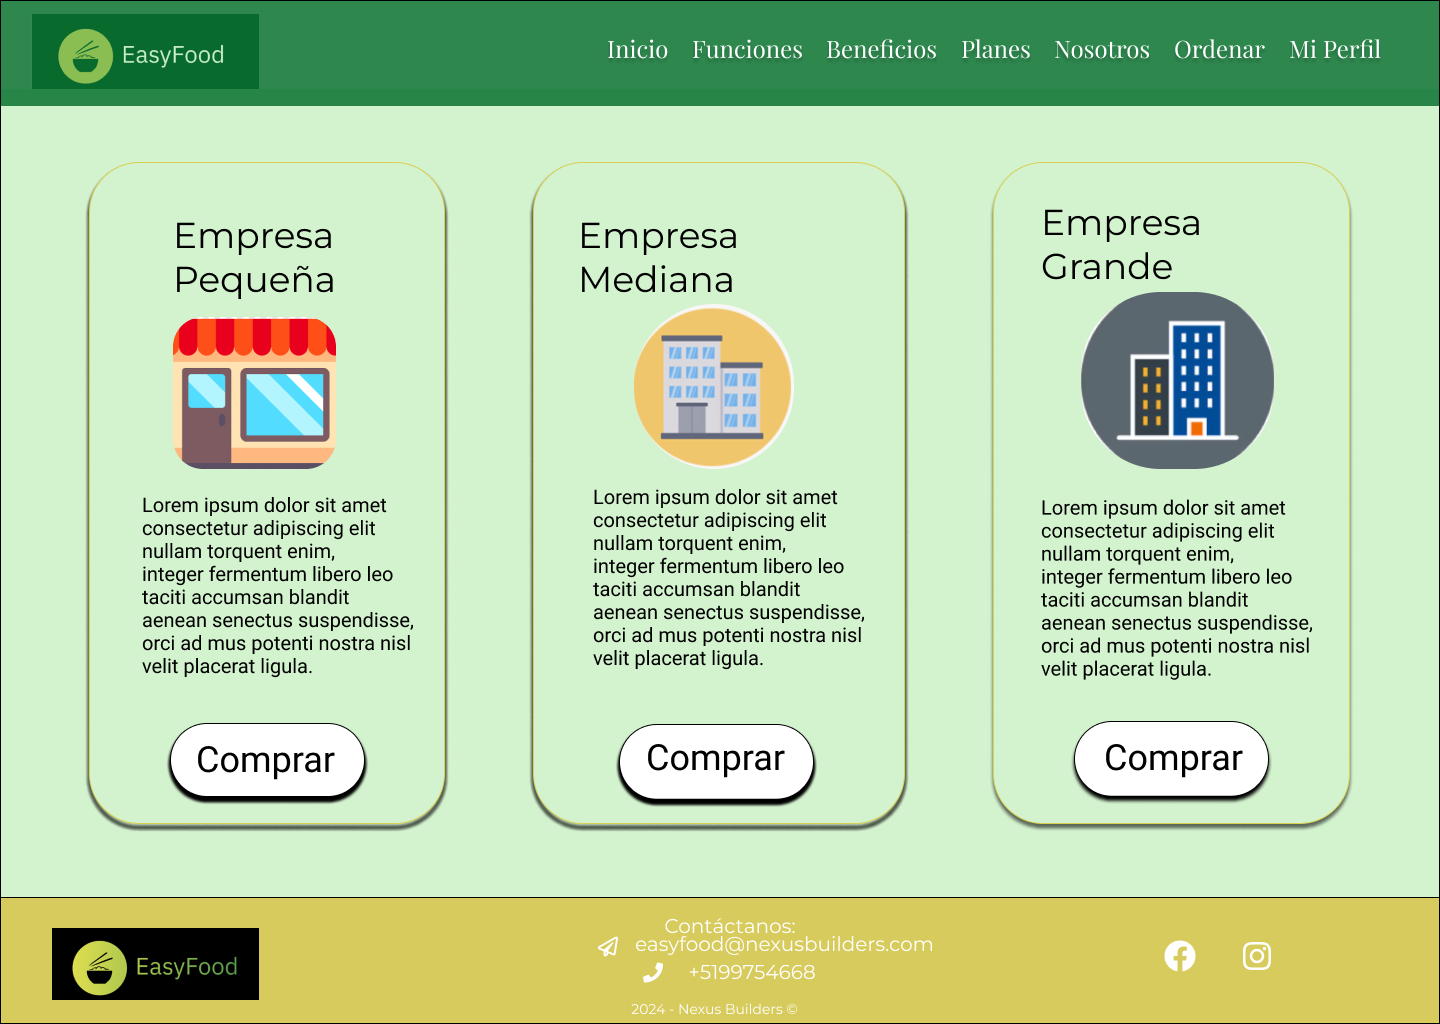 EasyFood
Inicio Funciones Beneficios Planes Nosotros Ordenar Mi Perfil
Empresa
Pequeña
Lorem ipsum dolor sit amet
consectetur adipiscing elit
nullam torquent enim,
integer fermentum libero leo
taciti accumsan blandit
aenean senectus suspendisse,
orci ad mus potenti nostra nisl
velit placerat ligula.
Comprar
Empresa
Mediana
Lorem ipsum dolor sit amet
consectetur adipiscing elit
nullam torquent enim,
integer fermentum libero leo
taciti accumsan blandit
aenean senectus suspendisse,
orci ad mus potenti nostra nisl
velit placerat ligula.
Comprar
Empresa
Grande
Lorem ipsum dolor sit amet
consectetur adipiscing elit
nullam torquent enim,
integer fermentum libero leo
taciti accumsan blandit
aenean senectus suspendisse,
orci ad mus potenti nostra nisl
velit placerat ligula.
Comprar
EasyFood
Contáctanos:
easyfood@nexusbuilders.com
+5199754668
2024 - Nexus Builders ©